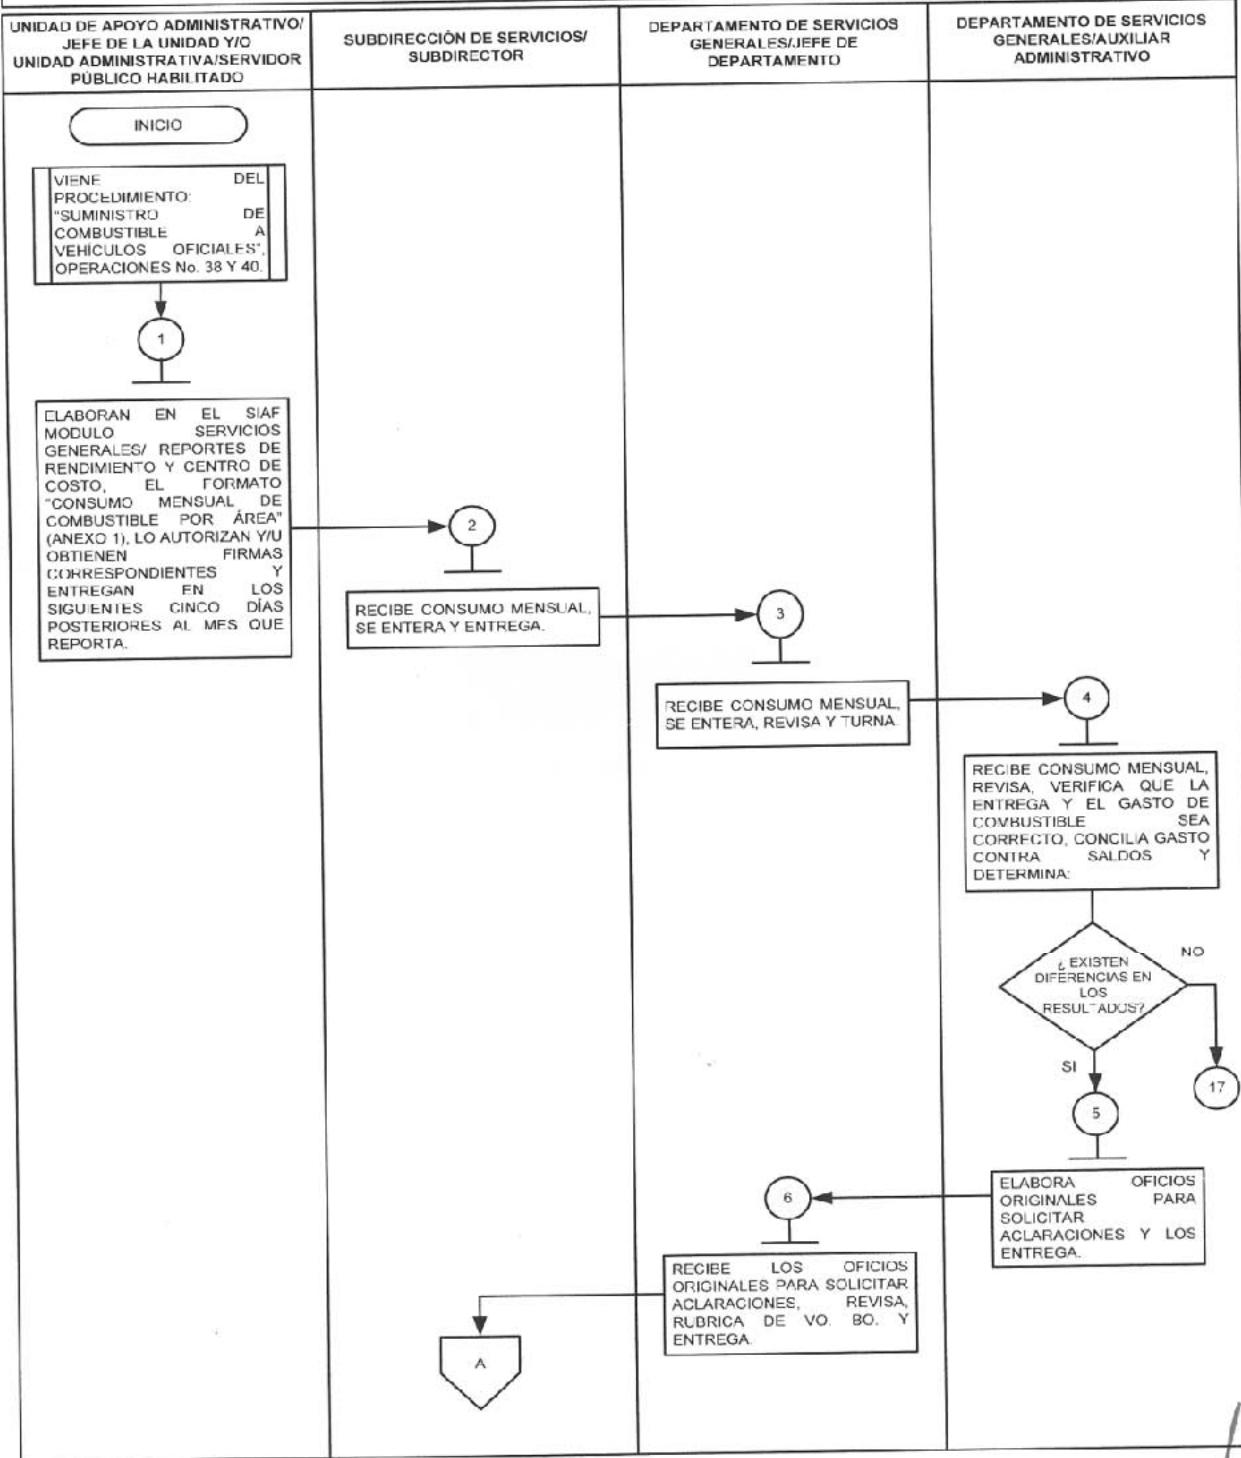 UNIDAD DE APOYO ADMINISTRATIVO/
JEFE DE LA UNIDAD Y/O
UNIDAD ADMINISTRATIVA/SERVIDOR
PÚBLICO HABILITADO
SUBDIRECCIÓN DE SERVICIOS/
SUBDIRECTOR
DEPARTAMENTO DE SERVICIOS
GENERALES/JEFE DE
DEPARTAMENTO
DEPARTAMENTO DE SERVICIOS
GENERALES/AUXILIAR
ADMINISTRATIVO
INICIO
VIENE DEL
PROCEDIMIENTO:
"SUMINISTRO DE
COMBUSTIBLE A
VEHÍCULOS OFICIALES",
OPERACIONES No. 38 Y 40.
1
ELABORAN EN EL SIAF
MODULO SERVICIOS
GENERALES/ REPORTES DE
RENDIMIENTO Y CENTRO DE
COSTO, EL FORMATO
"CONSUMO MENSUAL DE
COMBUSTIBLE POR ÁREA"
(ANEXO 1), LO AUTORIZAN Y/U
OBTIENEN FIRMAS
CORRESPONDIENTES Y
ENTREGAN EN LOS
SIGUIENTES CINCO DÍAS
POSTERIORES AL MES QUE
REPORTA.
2
RECIBE CONSUMO MENSUAL,
SE ENTERA Y ENTREGA.
3
RECIBE CONSUMO MENSUAL,
SE ENTERA, REVISA Y TURNA.
4
RECIBE CONSUMO MENSUAL,
REVISA, VERIFICA QUE LA
ENTREGA Y EL GASTO DE
COMBUSTIBLE SEA
CORRECTO, CONCILIA GASTO
CONTRA SALDOS Y
DETERMINA:
¿ EXISTEN
DIFERENCIAS EN
LOS
RESULTADOS?
NO
SI
17
5
ELABORA OFICIOS
ORIGINALES PARA
SOLICITAR
ACLARACIONES Y LOS
ENTREGA.
6
RECIBE LOS OFICIOS
ORIGINALES PARA SOLICITAR
ACLARACIONES, REVISA,
RUBRICA DE VO. BO. Y
ENTREGA.
A